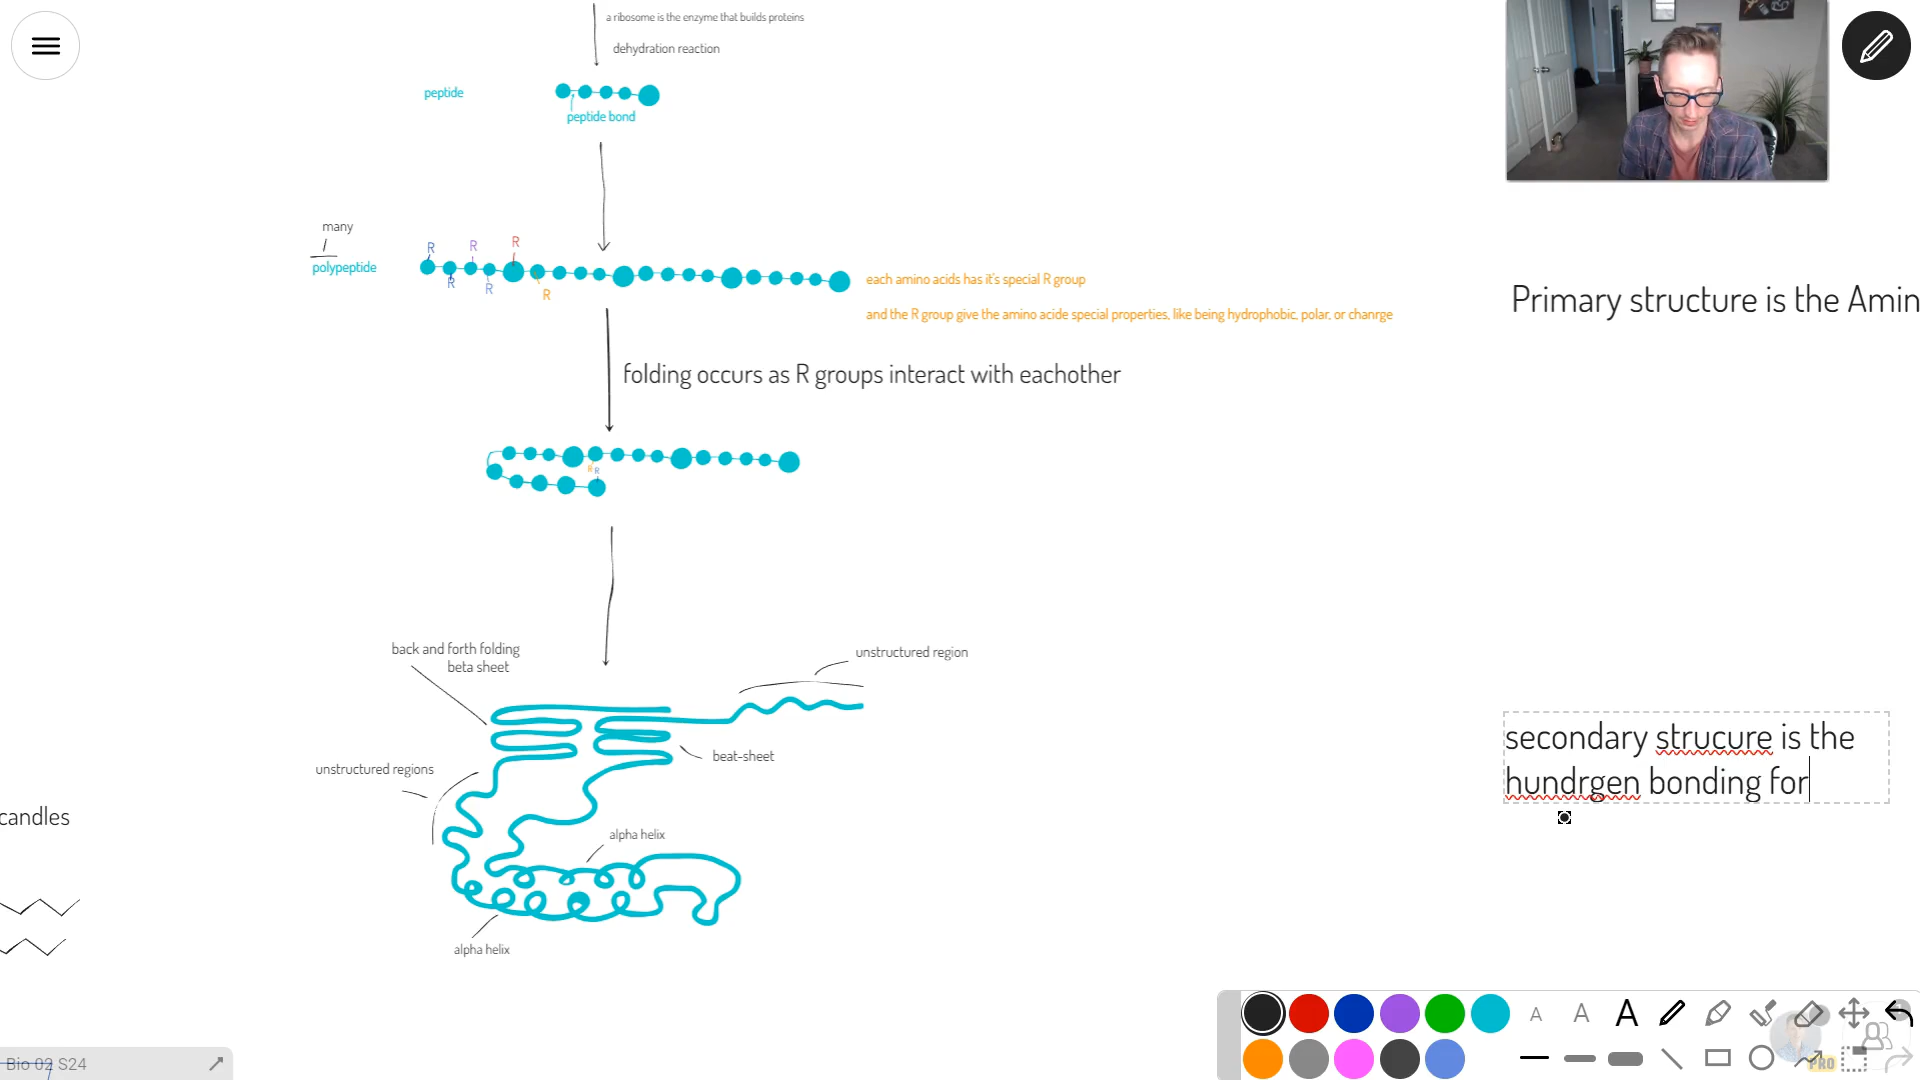 a ribosome is the enzyme that builds proteins
dehydration reaction
peptide
peptide bond
many
polypeptide
R
R
R
R
R
R
each amino acids has it's special R group
and the R group give the amino acide special properties, like being hydrophobic, polar, or chanrge
Primary structure is the Amin
folding occurs as R groups interact with eachother
R R
back and forth folding
beta sheet
unstructured region
secondary strucure is the
hundrgen bonding for
beat-sheet
unstructured regions
candles
alpha helix
alpha helix
A A A
PRO
Bio 02 S24